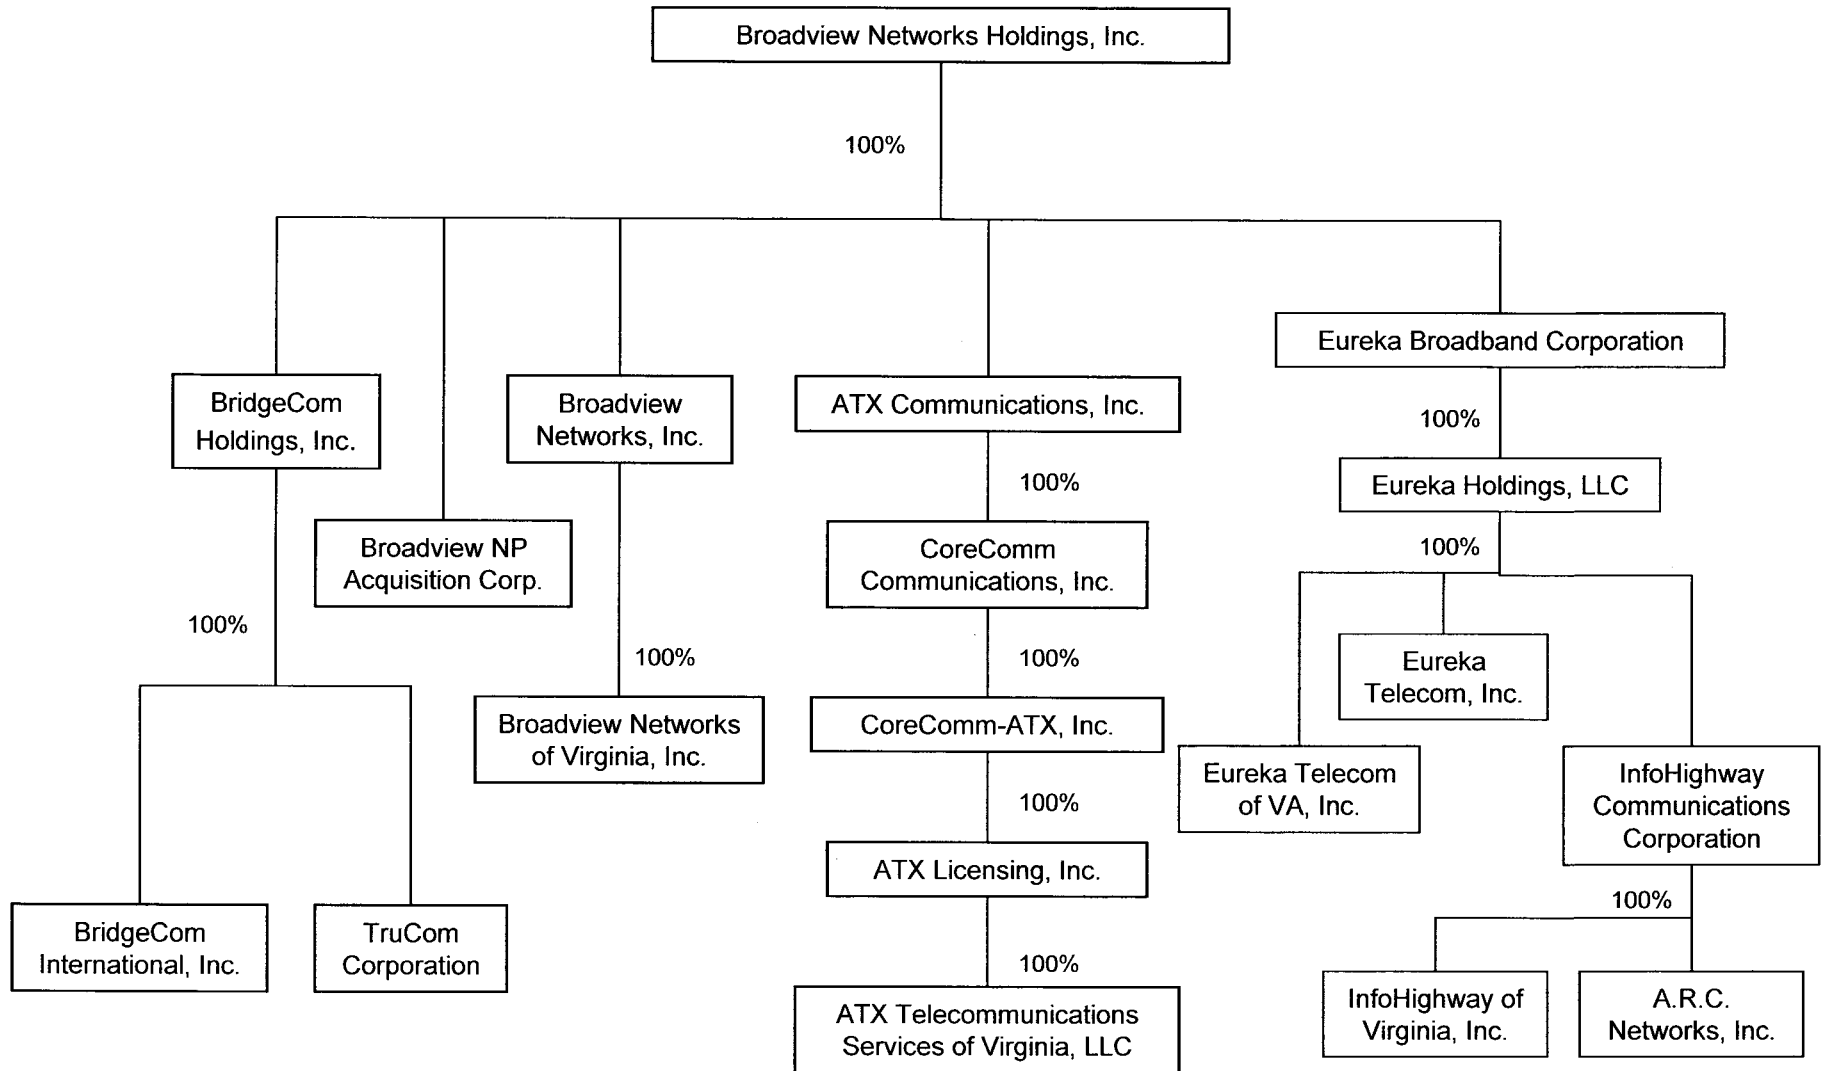 Broadview Networks Holdings, Inc.
100%
Eureka Broadband Corporation
BridgeCom
Holdings, Inc.
Broadview
Networks, Inc.
ATX Communications, Inc.
100%
100%
Eureka Holdings, LLC
Broadview NP
Acquisition Corp.
CoreComm
Communications, Inc.
100%
100%
100%
100%
Eureka
Telecom, Inc.
Broadview Networks
of Virginia, Inc.
CoreComm-ATX, Inc.
Eureka Telecom
of VA, Inc.
InfoHighway
Communications
Corporation
100%
ATX Licensing, Inc.
100%
BridgeCom
International, Inc.
TruCom
Corporation
100%
InfoHighway of
Virginia, Inc.
A.R.C.
Networks, Inc.
ATX Telecommunications
Services of Virginia, LLC